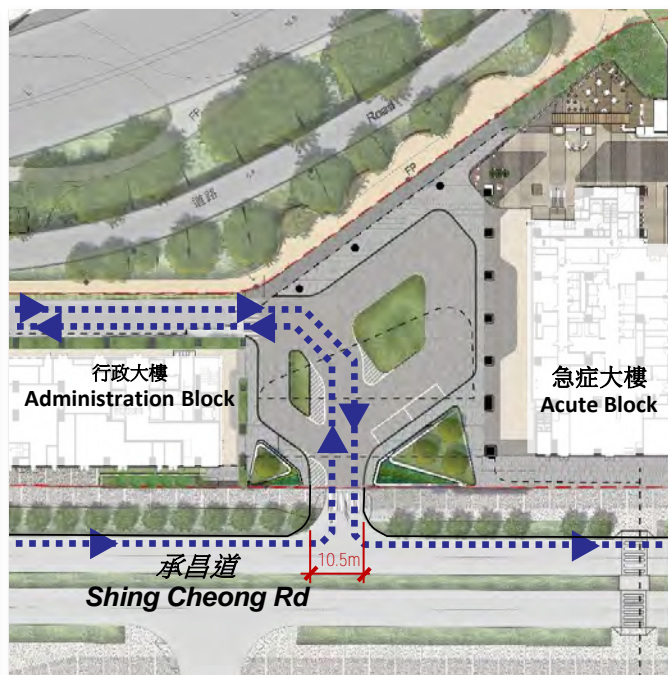 Road
道路
FP
FP
行政大樓
Administration Block
急症大樓
Acute Block
10.5m
承昌道
Shing Cheong Rd